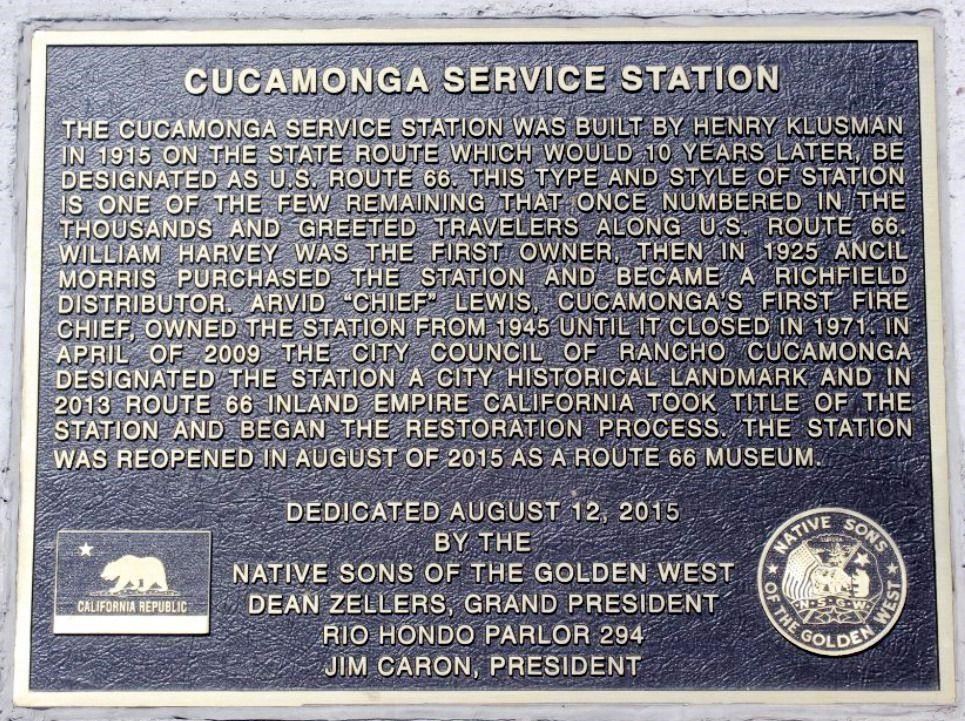 CUCAMONGA SERVICE STATION
THE CUCAMONGA SERVICE STATION WAS BUILT BY HENRY KLUSMAN
IN 1915 ON THE STATE ROUTE WHICH WOULD 10 YEARS LATER, BE
DESIGNATED AS U.S. ROUTE 66. THIS TYPE AND STYLE OF STATION
IS ONE OF THE FEW REMAINING THAT ONCE NUMBERED IN THE
THOUSANDS AND GREETED TRAVELERS ALONG U.S. ROUTE 66.
WILLIAM HARVEY WAS THE FIRST OWNER, THEN IN 1925 ANCIL
MORRIS PURCHASED THE STATION AND BECAME A RICHFIELD
DISTRIBUTOR. ARVID “CHIEF” LEWIS, CUCAMONGA'S FIRST FIRE
CHIEF, OWNED THE STATION FROM 1945 UNTIL IT CLOSED IN 1971. IN
APRIL OF 2009 THE CITY COUNCIL OF RANCHO CUCAMONGA
DESIGNATED THE STATION A CITY HISTORICAL LANDMARK AND IN
2013 ROUTE 66 INLAND EMPIRE CALIFORNIA TOOK TITLE OF THE
STATION AND BEGAN THE RESTORATION PROCESS. THE STATION
WAS REOPENED IN AUGUST OF 2015 AS A ROUTE 66 MUSEUM.
DEDICATED AUGUST 12, 2015
BY THE
NATIVE SONS OF THE GOLDEN WEST
DEAN ZELLERS, GRAND PRESIDENT
RIO HONDO PARLOR 294
JIM CARON, PRESIDENT
CALIFORNIA REPUBLIC
NATIVE SONS
OF THE GOLDEN WEST
N.S.G.W.